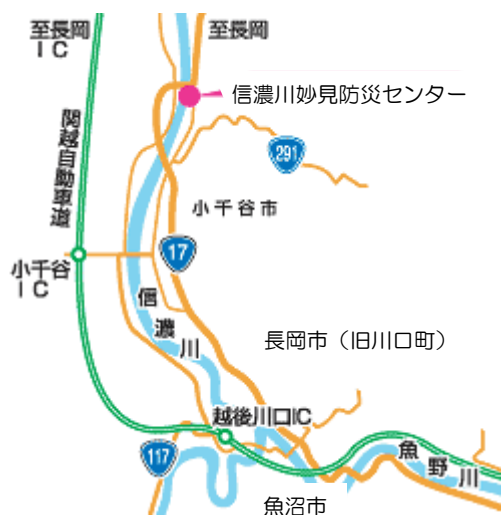 至長岡
IC
至長岡
信濃川妙見防災センター
関越自動車道
291
小千谷市
17
小千谷
IC
信濃川
長岡市（旧川口町）
越後川口IC
117
魚野川
魚沼市